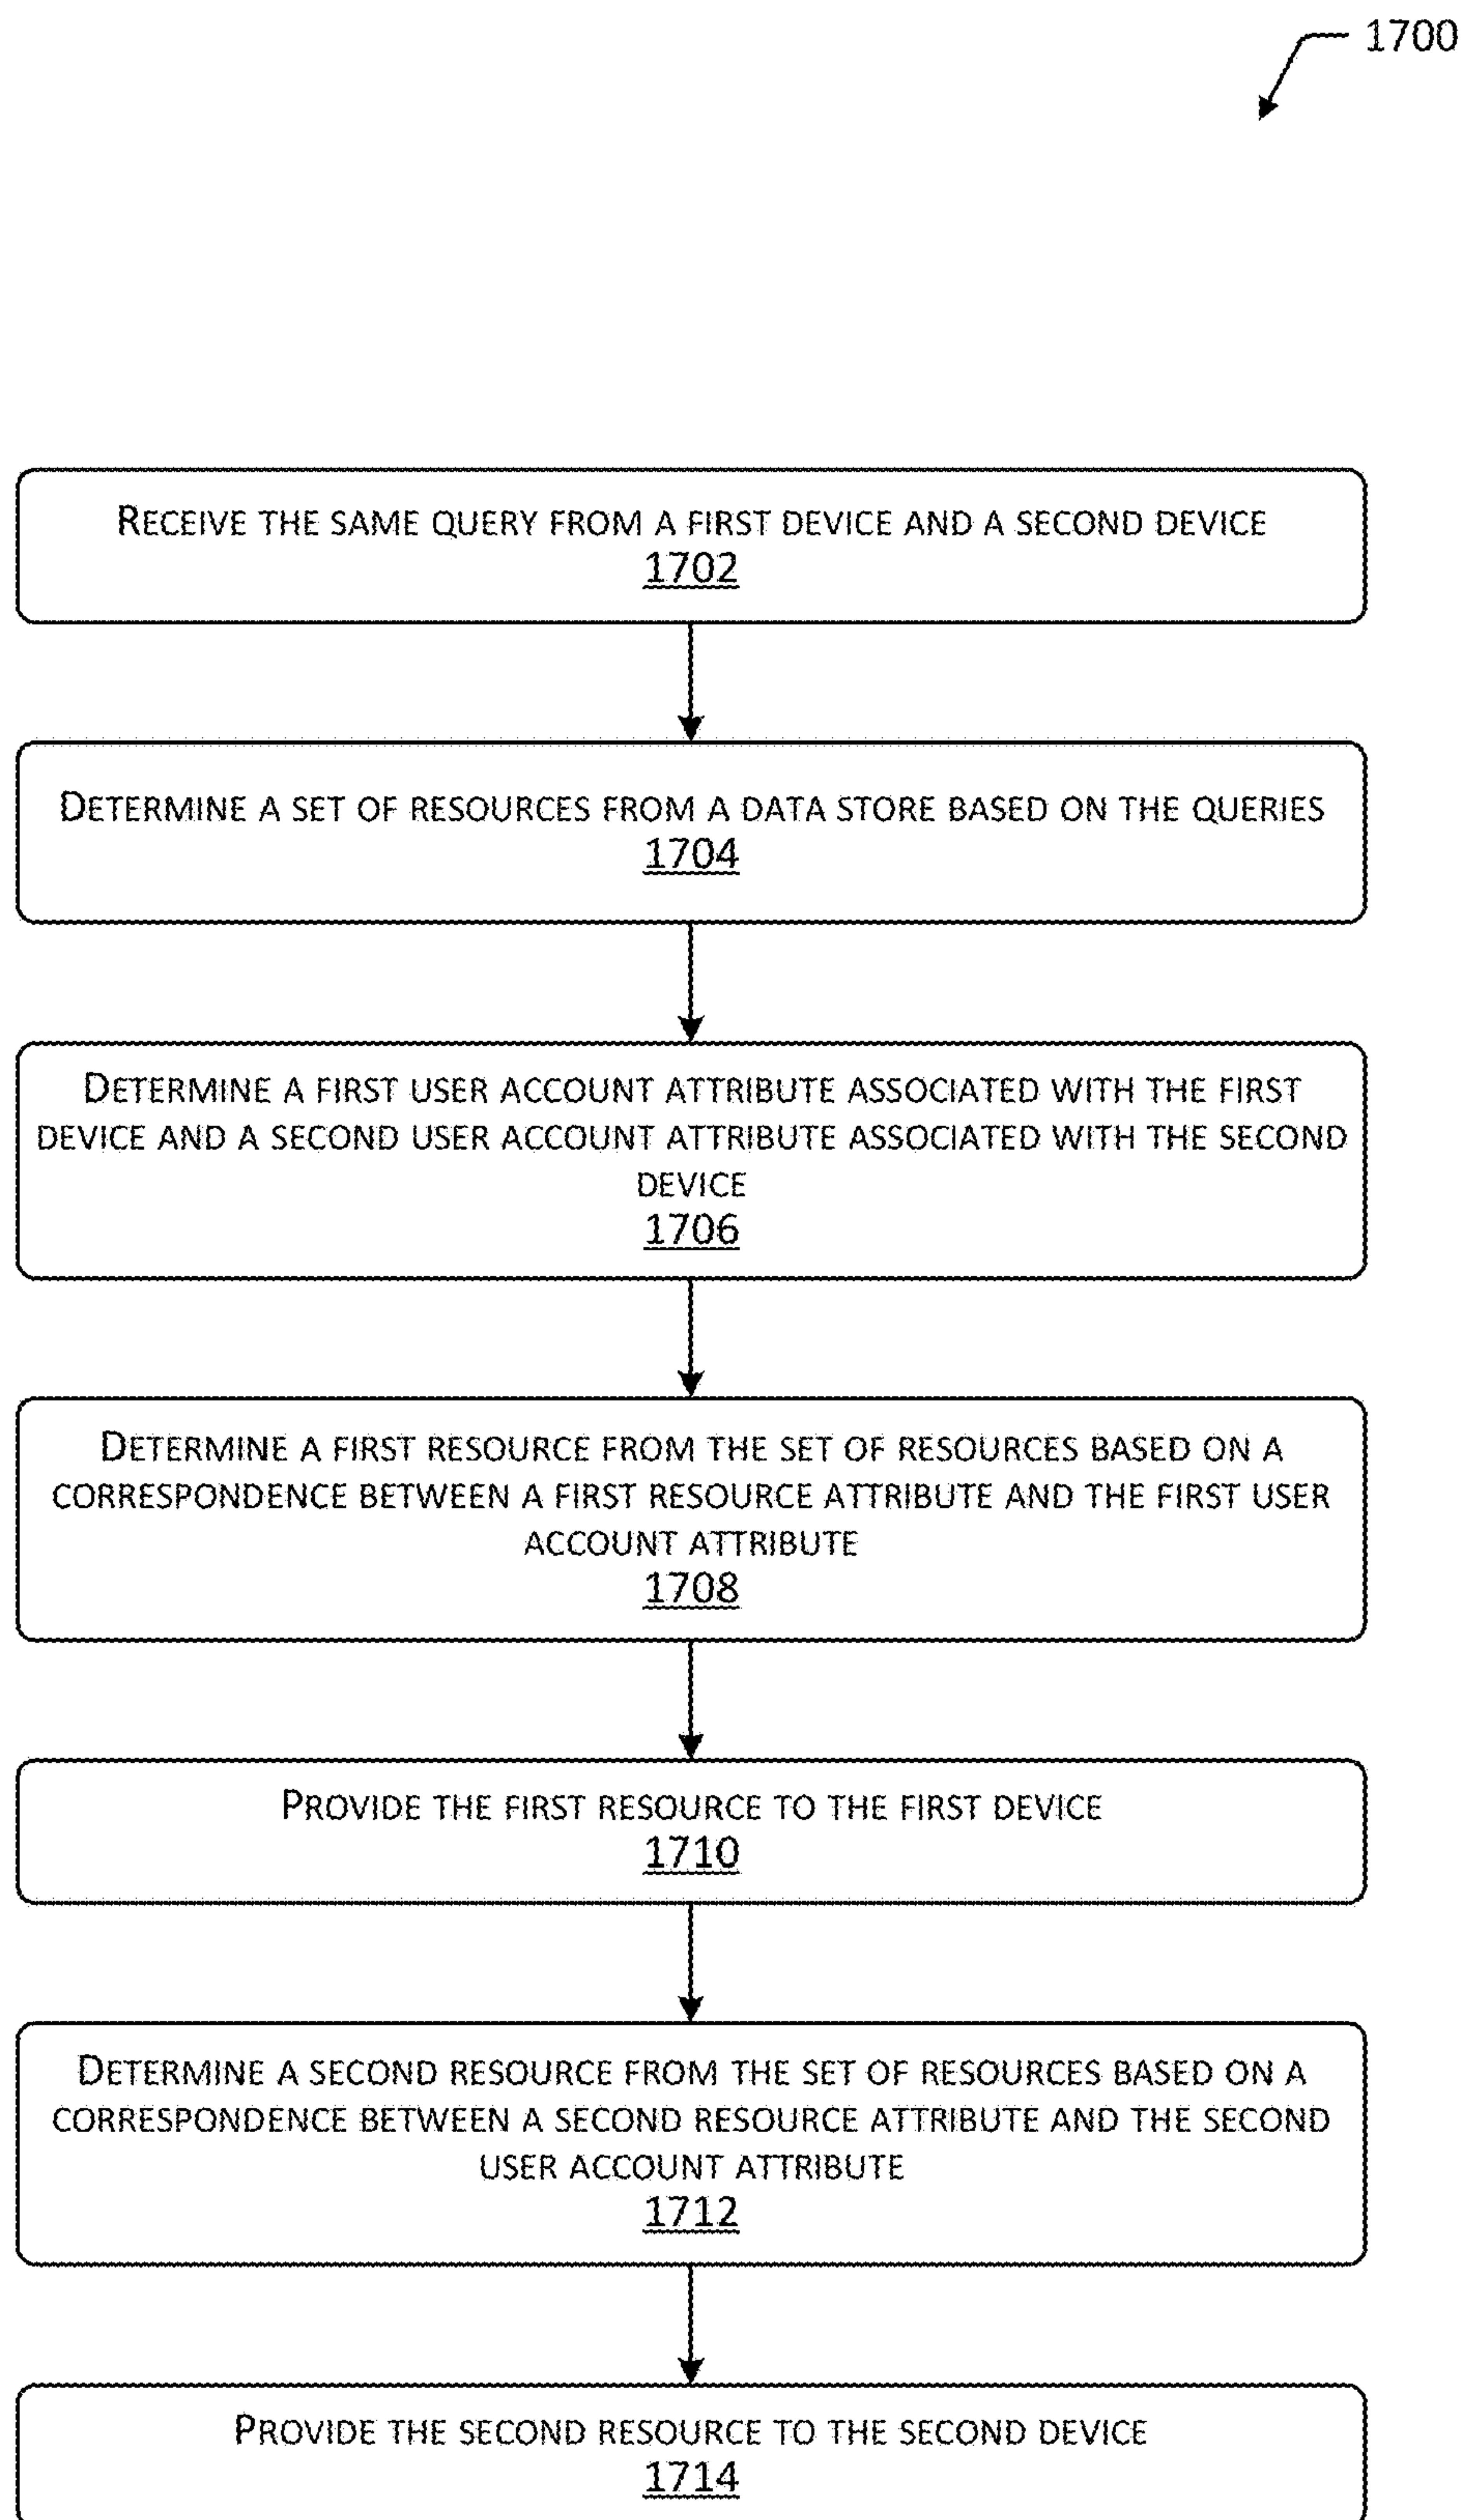 1700
RECEIVE THE SAME QUERY FROM A FIRST DEVICE AND A SECOND DEVICE
1702
DETERMINE A SET OF RESOURCES FROM A DATA STORE BASED ON THE QUERIES
1704
DETERMINE A FIRST USER ACCOUNT ATTRIBUTE ASSOCIATED WITH THE FIRST
DEVICE AND A SECOND USER ACCOUNT ATTRIBUTE ASSOCIATED WITH THE SECOND
DEVICE
1706
DETERMINE A FIRST RESOURCE FROM THE SET OF RESOURCES BASED ON A
CORRESPONDENCE BETWEEN A FIRST RESOURCE ATTRIBUTE AND THE FIRST USER
ACCOUNT ATTRIBUTE
1708
PROVIDE THE FIRST RESOURCE TO THE FIRST DEVICE
1710
DETERMINE A SECOND RESOURCE FROM THE SET OF RESOURCES BASED ON A
CORRESPONDENCE BETWEEN A SECOND RESOURCE ATTRIBUTE AND THE SECOND
USER ACCOUNT ATTRIBUTE
1712
PROVIDE THE SECOND RESOURCE TO THE SECOND DEVICE
1714